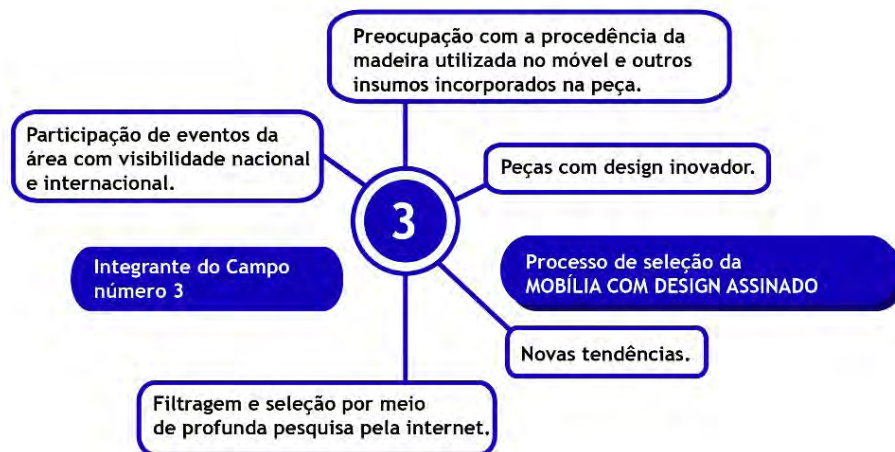 Preocupação com a procedência da
madeira utilizada no móvel e outros
insumos incorporados na peça.
Participação de eventos da
área com visibilidade nacional
e internacional.
Peças com design inovador.
3
Integrante do Campo
número 3
Processo de seleção da
MOBÍLIA COM DESIGN ASSINADO
Novas tendências.
Filtragem e seleção por meio
de profunda pesquisa pela internet.